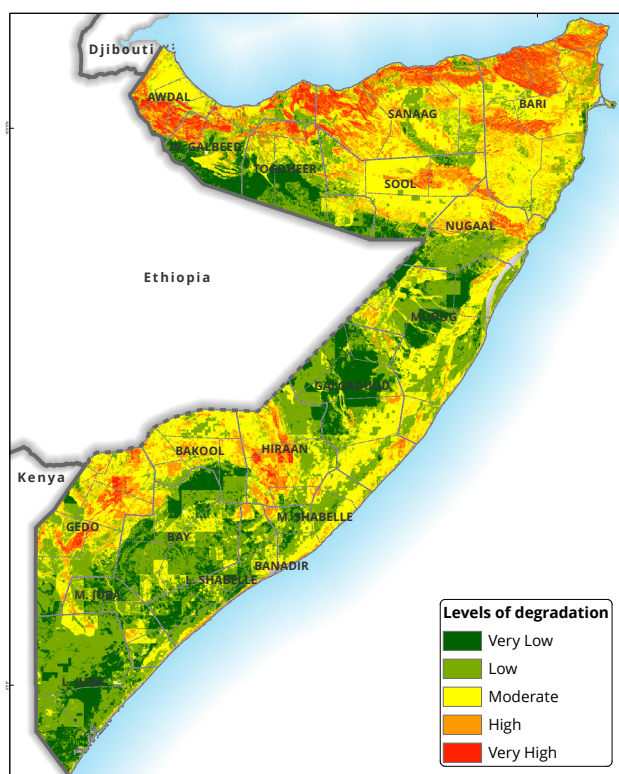 Djibouti
AWDAL
W. GALBEED
TOGDHEER
SANAAG
BARI
SOOL
NUGAAL
Ethiopia
MUDUG
GALGADUUD
BAKOOL
HIRAAN
Kenya
GEDO
BAY
M. SHABELLE
BANADIR
L. SHABELLE
M. JUBA
L. JUBA
Levels of degradation
Very Low
Low
Moderate
High
Very High